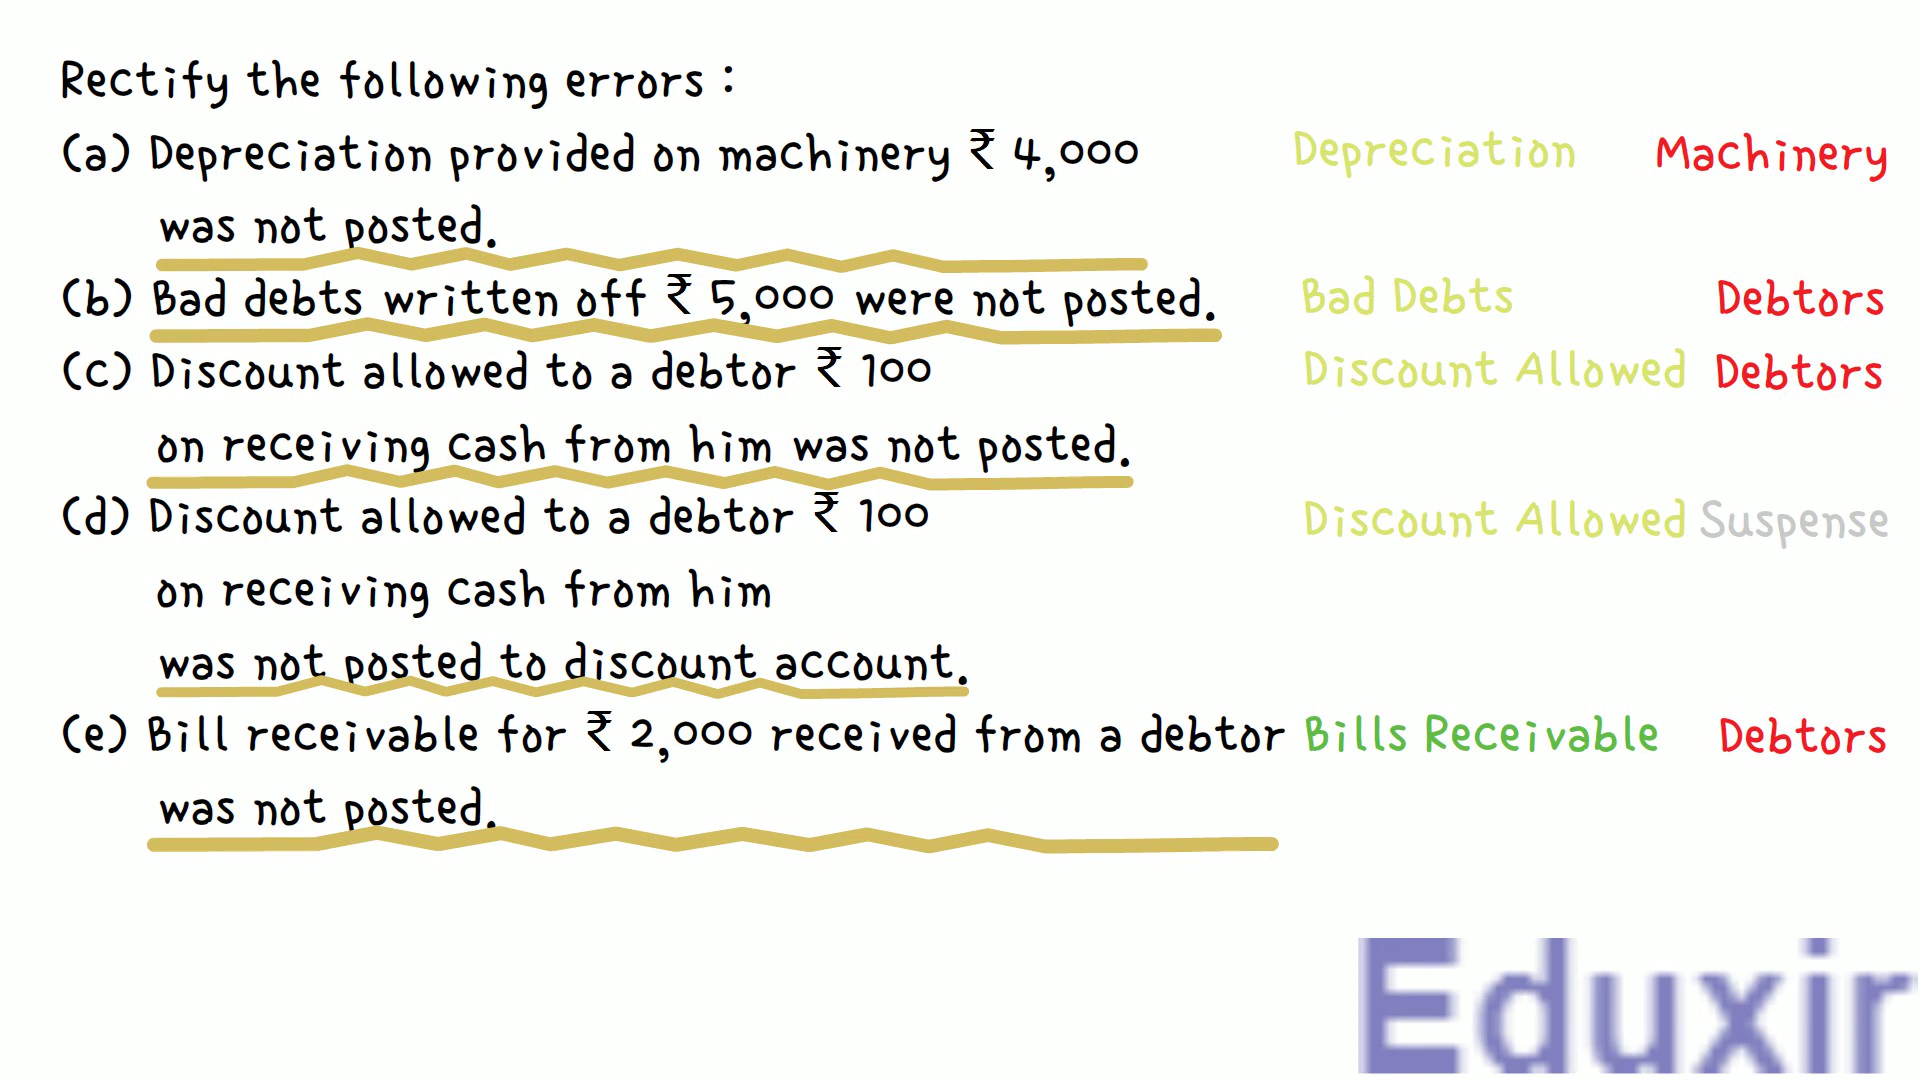 Rectify the following errors :
(a) Depreciation provided on machinery ₹ 4,000 Depreciation Machinery
was not posted.
(b) Bad debts written off ₹ 5,000 were not posted. Bad Debts Debtors
(c) Discount allowed to a debtor ₹ 100 Discount Allowed Debtors
on receiving cash from him was not posted.
(d) Discount allowed to a debtor ₹ 100 Discount Allowed Suspense
on receiving cash from him
was not posted to discount account.
(e) Bill receivable for ₹ 2,000 received from a debtor Bills Receivable Debtors
was not posted.
Eduxir